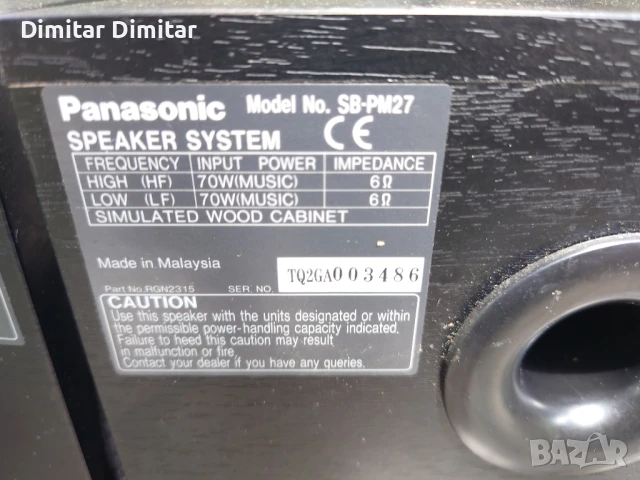 Dimitar Dimitar
Panasonic Model No. SB-PM27
SPEAKER SYSTEM CE
FREQUENCY INPUT POWER IMPEDANCE
HIGH (HF) 70W(MUSIC) 6Ω
LOW (LF) 70W(MUSIC) 6Ω
SIMULATED WOOD CABINET
Made in Malaysia
Part No.RGN2315 SER. NO. TQ2GA003486
CAUTION
Use this speaker with the units designated or within
the permissible power-handling capacity indicated.
Failure to heed this caution may result
in malfunction or fire.
Contact your dealer if you have any queries.
BAZAR